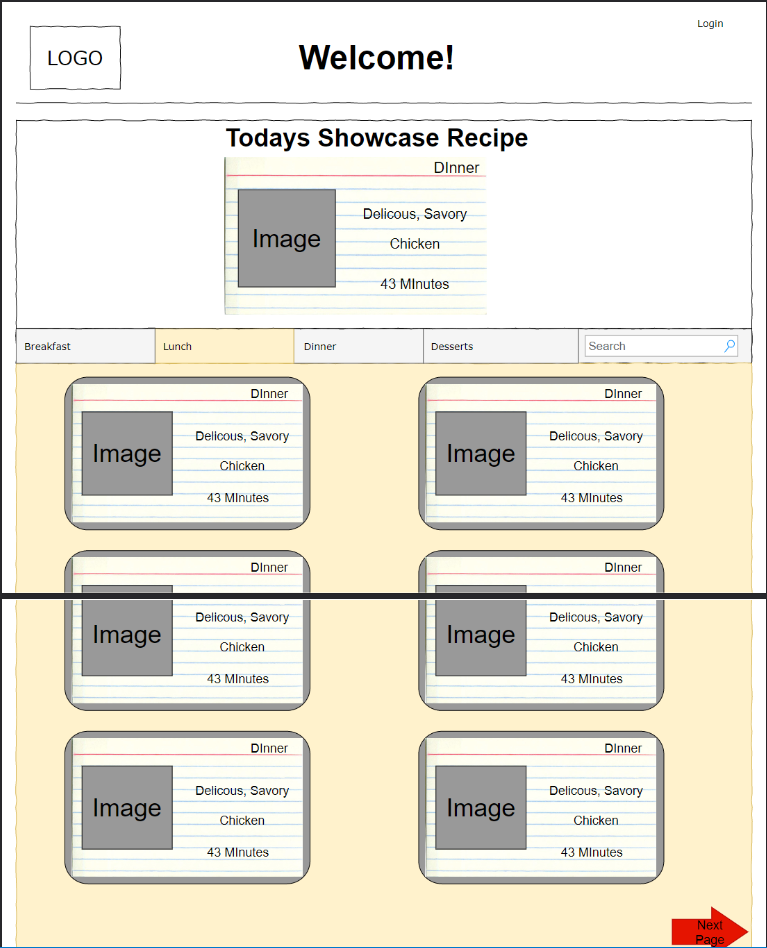 Login
LOGO
Welcome!
Todays Showcase Recipe
DInner
Delicous, Savory
Image
Chicken
43 MInutes
Breakfast
Lunch
Dinner
Desserts
Search
DInner
Delicous, Savory
Image
Chicken
43 MInutes
DInner
Delicous, Savory
Image
Chicken
43 MInutes
DInner
Delicous, Savory
Image
Chicken
43 MInutes
DInner
Delicous, Savory
Image
Chicken
43 MInutes
DInner
Delicous, Savory
Image
Chicken
43 MInutes
DInner
Delicous, Savory
Image
Chicken
43 MInutes
Next
Page